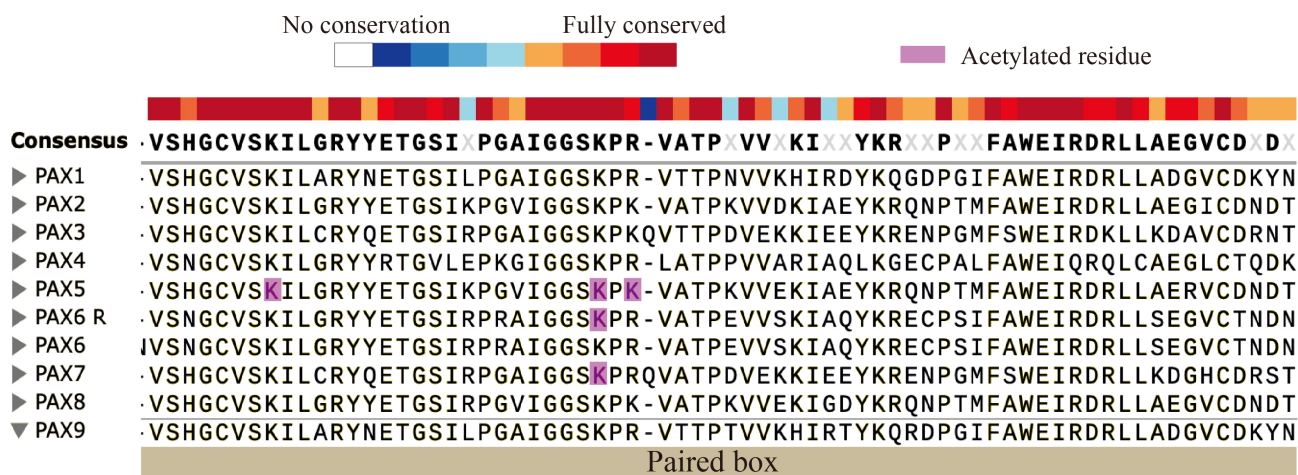 No conservation Fully conserved
Acetylated residue
Consensus ·VSHGCVSKILGRYYETGSIXPGAIGGSKPR-VATPXVVXKIXXYKRXXPXXFAWEIRDRLLAEGVCDXDX
PAX1 ·VSHGCVSKILARYNETGSILPGAIGGSKPR-VTTPNVVKHIRDYKQGDPGIFAWEIRDRLLADGVCDKYN
PAX2 ·VSHGCVSKILGRYYETGSIKPGVIGGSKPK-VATPKVVDKIAEYKRQNPTMFAWEIRDRLLAEGICDNDT
PAX3 ·VSHGCVSKILCRYQETGSIRPGAIGGSKPKQVTTPDVEKKIEEYKRENPGMFSWEIRDKLLKDAVCDRNT
PAX4 ·VSNGCVSKILGRYYRTGVLEPKGIGGSKPR-LATPPVVARIAQLKGECPALFAWEIQRQLCAEGLCTQDK
PAX5 ·VSHGCVSKILGRYYETGSIKPGVIGGSKPK-VATPKVVEKIAEYKRQNPTMFAWEIRDRLLAERVCDNDT
PAX6 R ·VSNGCVSKILGRYYETGSIRPRAIGGSKPR-VATPEVVSKIAQYKRECPSIFAWEIRDRLLSEGVCTNDN
PAX6 NVSNGCVSKILGRYYETGSIRPRAIGGSKPR-VATPEVVSKIAQYKRECPSIFAWEIRDRLLSEGVCTNDN
PAX7 ·VSHGCVSKILCRYQETGSIRPGAIGGSKPRQVATPDVEKKIEEYKRENPGMFSWEIRDRLLKDGHCDRST
PAX8 ·VSHGCVSKILGRYYETGSIRPGVIGGSKPK-VATPKVVEKIGDYKRQNPTMFAWEIRDRLLAEGVCDNDT
PAX9 ·VSHGCVSKILARYNETGSILPGAIGGSKPR-VTTPTVVKHIRTYKQRDPGIFAWEIRDRLLADGVCDKYN
Paired box